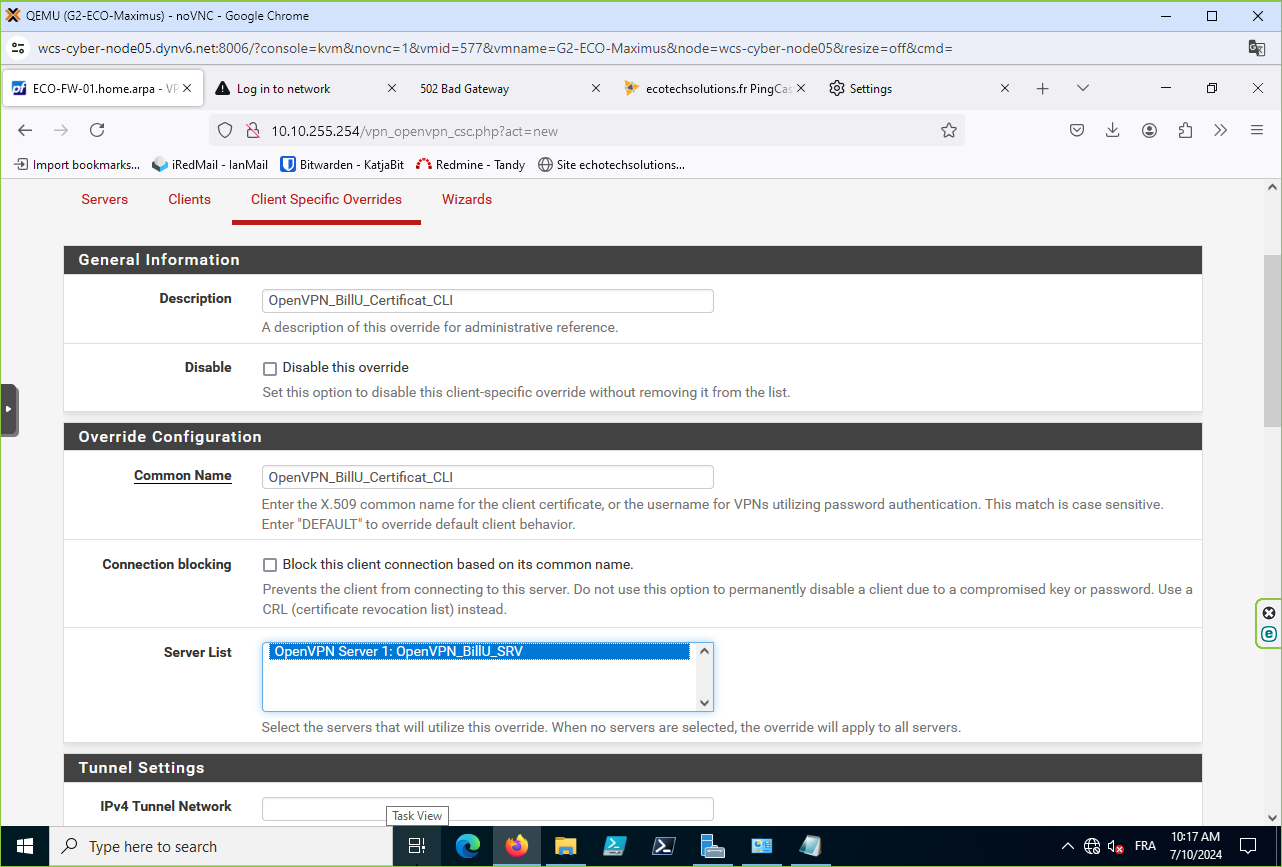 QEMU (G2-ECO-Maximus) - noVNC - Google Chrome
wcs-cyber-node05.dynv6.net:8006/?console=kvm&novnc=1&vmid=577&vmname=G2-ECO-Maximus&node=wcs-cyber-node05&resize=off&cmd=
ECO-FW-01.home.arpa - VP
Log in to network
502 Bad Gateway
ecotechsolutions.fr PingCas
Settings
10.10.255.254/vpn_openvpn_csc.php?act=new
Import bookmarks...
iRedMail - IanMail
Bitwarden - KatjaBit
Redmine - Tandy
Site echotechsolutions...
Servers
Clients
Client Specific Overrides
Wizards
General Information
Description
OpenVPN_BillU_Certificat_CLI
A description of this override for administrative reference.
Disable
Disable this override
Set this option to disable this client-specific override without removing it from the list.
Override Configuration
Common Name
OpenVPN_BillU_Certificat_CLI
Enter the X.509 common name for the client certificate, or the username for VPNs utilizing password authentication. This match is case sensitive.
Enter "DEFAULT" to override default client behavior.
Connection blocking
Block this client connection based on its common name.
Prevents the client from connecting to this server. Do not use this option to permanently disable a client due to a compromised key or password. Use a
CRL (certificate revocation list) instead.
Server List
OpenVPN Server 1: OpenVPN_BillU_SRV
Select the servers that will utilize this override. When no servers are selected, the override will apply to all servers.
Tunnel Settings
IPv4 Tunnel Network
Task View
Type here to search
FRA
10:17 AM
7/10/2024